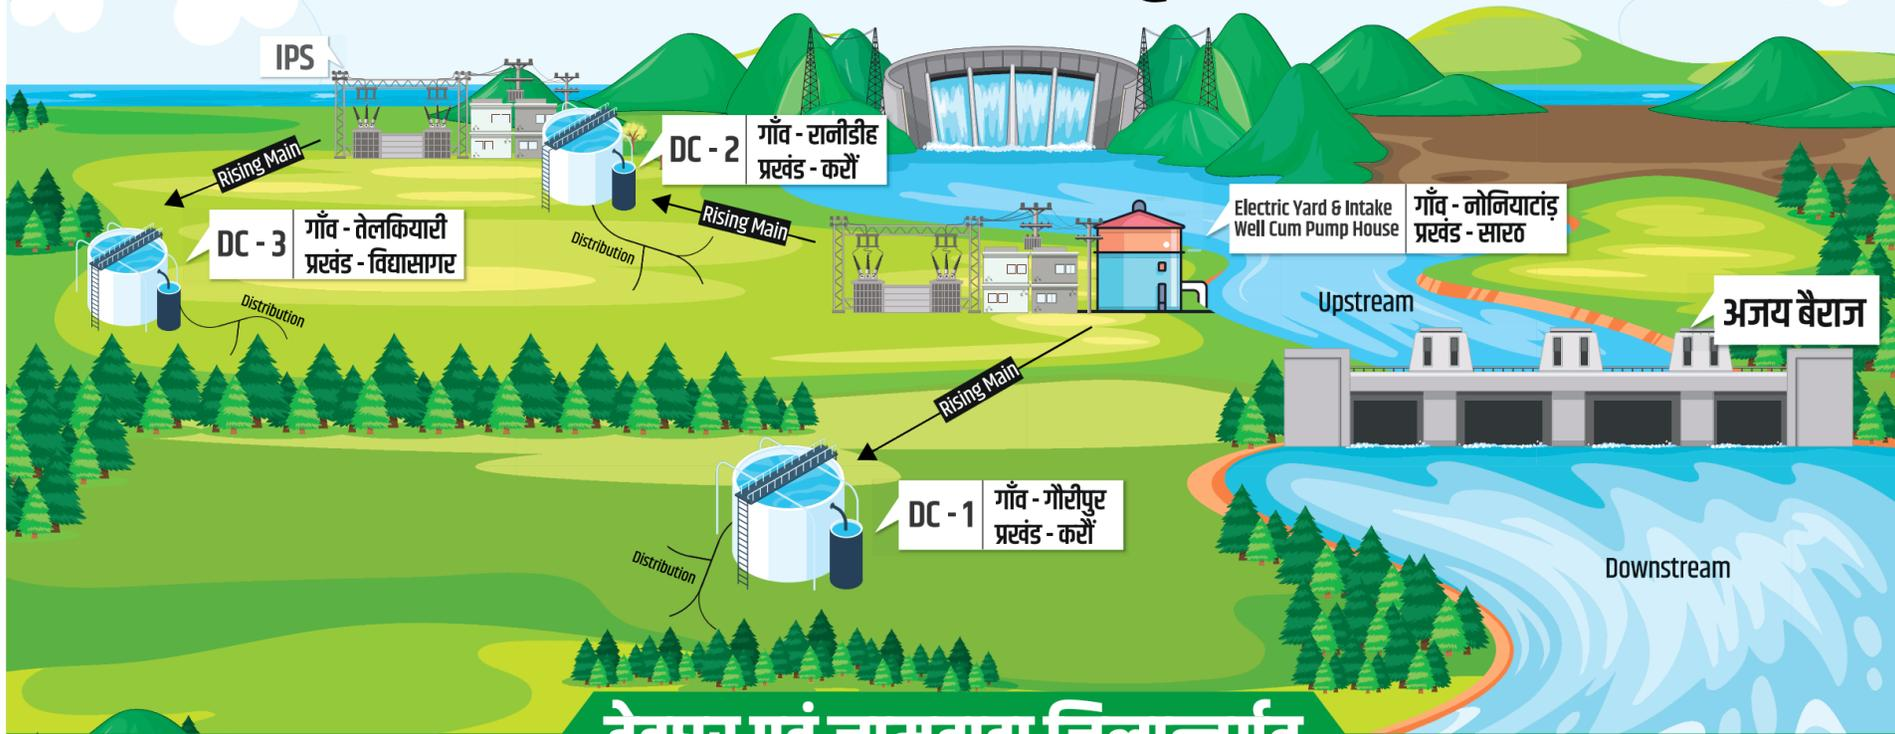 IPS
DC - 2
गाँव - रानीडीह
प्रखंड - करौं
Rising Main
Rising Main
Electric Yard & Intake
Well Cum Pump House
गाँव - नोनियाटांड़
प्रखंड - सारठ
DC - 3
गाँव - तेलकियारी
प्रखंड - विद्यासागर
Distribution
Distribution
Upstream
अजय बैराज
Rising Main
DC - 1
गाँव - गौरीपुर
प्रखंड - करौं
Distribution
Downstream